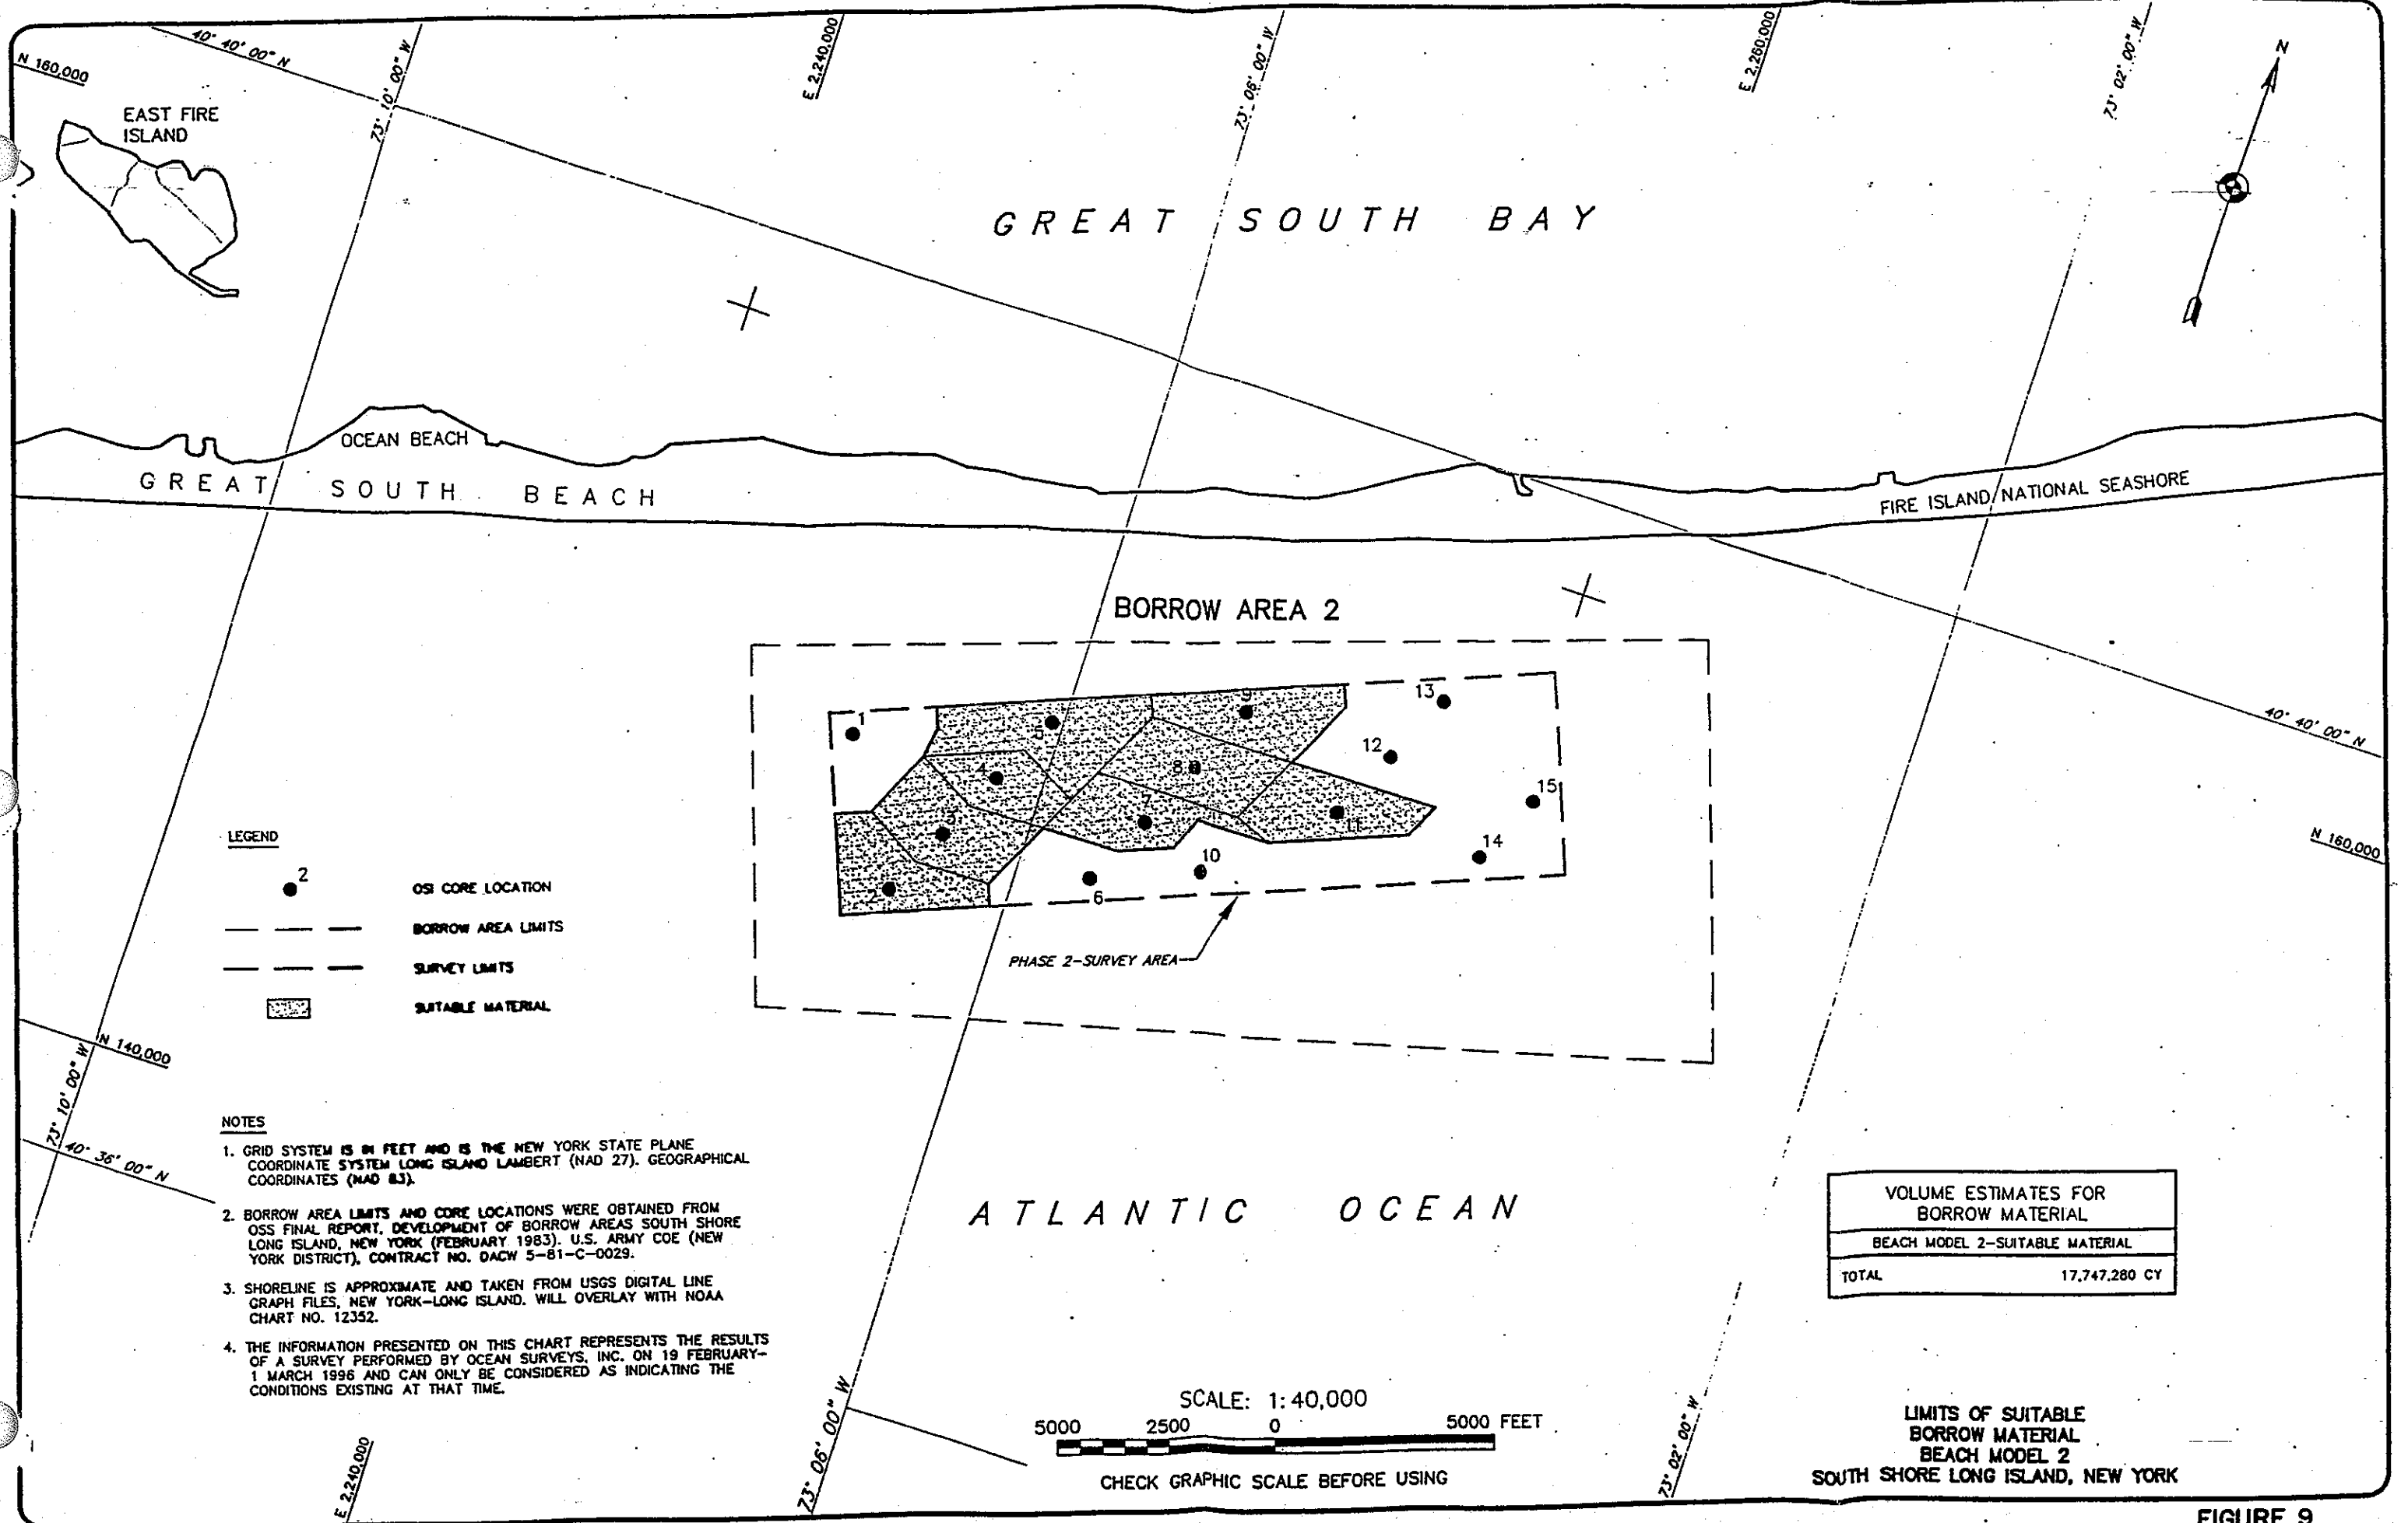 40° 40' 00" N
N 160,000
73° 10' 00" W
E 2,240,000
73° 06' 00" W
E 2,260,000
73° 02' 00" W
N
EAST FIRE
ISLAND
GREAT SOUTH BAY
OCEAN BEACH
GREAT SOUTH BEACH
FIRE ISLAND NATIONAL SEASHORE
BORROW AREA 2
1
2
3
4
5
6
7
8
9
10
11
12
13
14
15
PHASE 2-SURVEY AREA
40° 40' 00" N
N 160,000
LEGEND
2
OSI CORE LOCATION
BORROW AREA LIMITS
SURVEY LIMITS
SUITABLE MATERIAL
N 140,000
73° 10' 00" W
40° 36' 00" N
NOTES
1. GRID SYSTEM IS IN FEET AND IS THE NEW YORK STATE PLANE
COORDINATE SYSTEM LONG ISLAND LAMBERT (NAD 27). GEOGRAPHICAL
COORDINATES (NAD 83).
2. BORROW AREA LIMITS AND CORE LOCATIONS WERE OBTAINED FROM
OSS FINAL REPORT, DEVELOPMENT OF BORROW AREAS SOUTH SHORE
LONG ISLAND, NEW YORK (FEBRUARY 1983). U.S. ARMY COE (NEW
YORK DISTRICT), CONTRACT NO. DACW 5-81-C-0029.
3. SHORELINE IS APPROXIMATE AND TAKEN FROM USGS DIGITAL LINE
GRAPH FILES, NEW YORK-LONG ISLAND. WILL OVERLAY WITH NOAA
CHART NO. 12352.
4. THE INFORMATION PRESENTED ON THIS CHART REPRESENTS THE RESULTS
OF A SURVEY PERFORMED BY OCEAN SURVEYS, INC. ON 19 FEBRUARY-
1 MARCH 1996 AND CAN ONLY BE CONSIDERED AS INDICATING THE
CONDITIONS EXISTING AT THAT TIME.
ATLANTIC OCEAN
VOLUME ESTIMATES FOR
BORROW MATERIAL
BEACH MODEL 2-SUITABLE MATERIAL
TOTAL 17,747,280 CY
E 2,240,000
73° 06' 00" W
SCALE: 1:40,000
5000 2500 0 5000 FEET
CHECK GRAPHIC SCALE BEFORE USING
73° 02' 00" W
LIMITS OF SUITABLE
BORROW MATERIAL
BEACH MODEL 2
SOUTH SHORE LONG ISLAND, NEW YORK
FIGURE 9